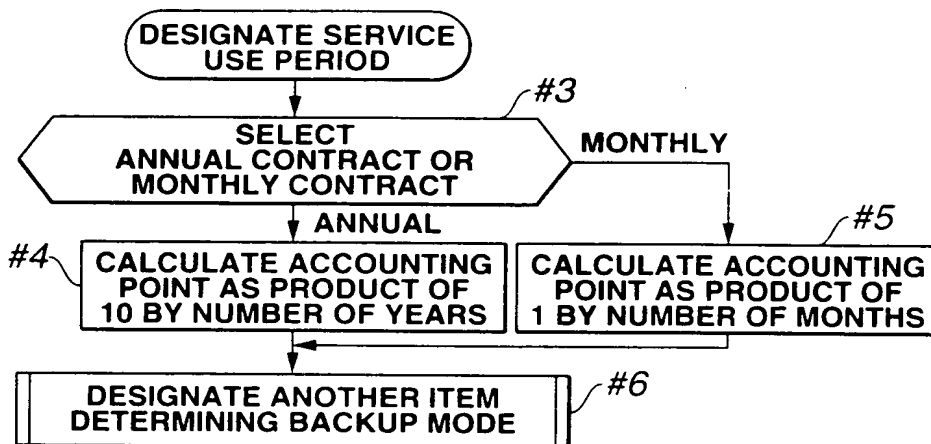 DESIGNATE SERVICE
USE PERIOD
#3
SELECT
ANNUAL CONTRACT OR
MONTHLY CONTRACT
MONTHLY
ANNUAL
#4
CALCULATE ACCOUNTING
POINT AS PRODUCT OF
10 BY NUMBER OF YEARS
#5
CALCULATE ACCOUNTING
POINT AS PRODUCT OF
1 BY NUMBER OF MONTHS
#6
DESIGNATE ANOTHER ITEM
DETERMINING BACKUP MODE